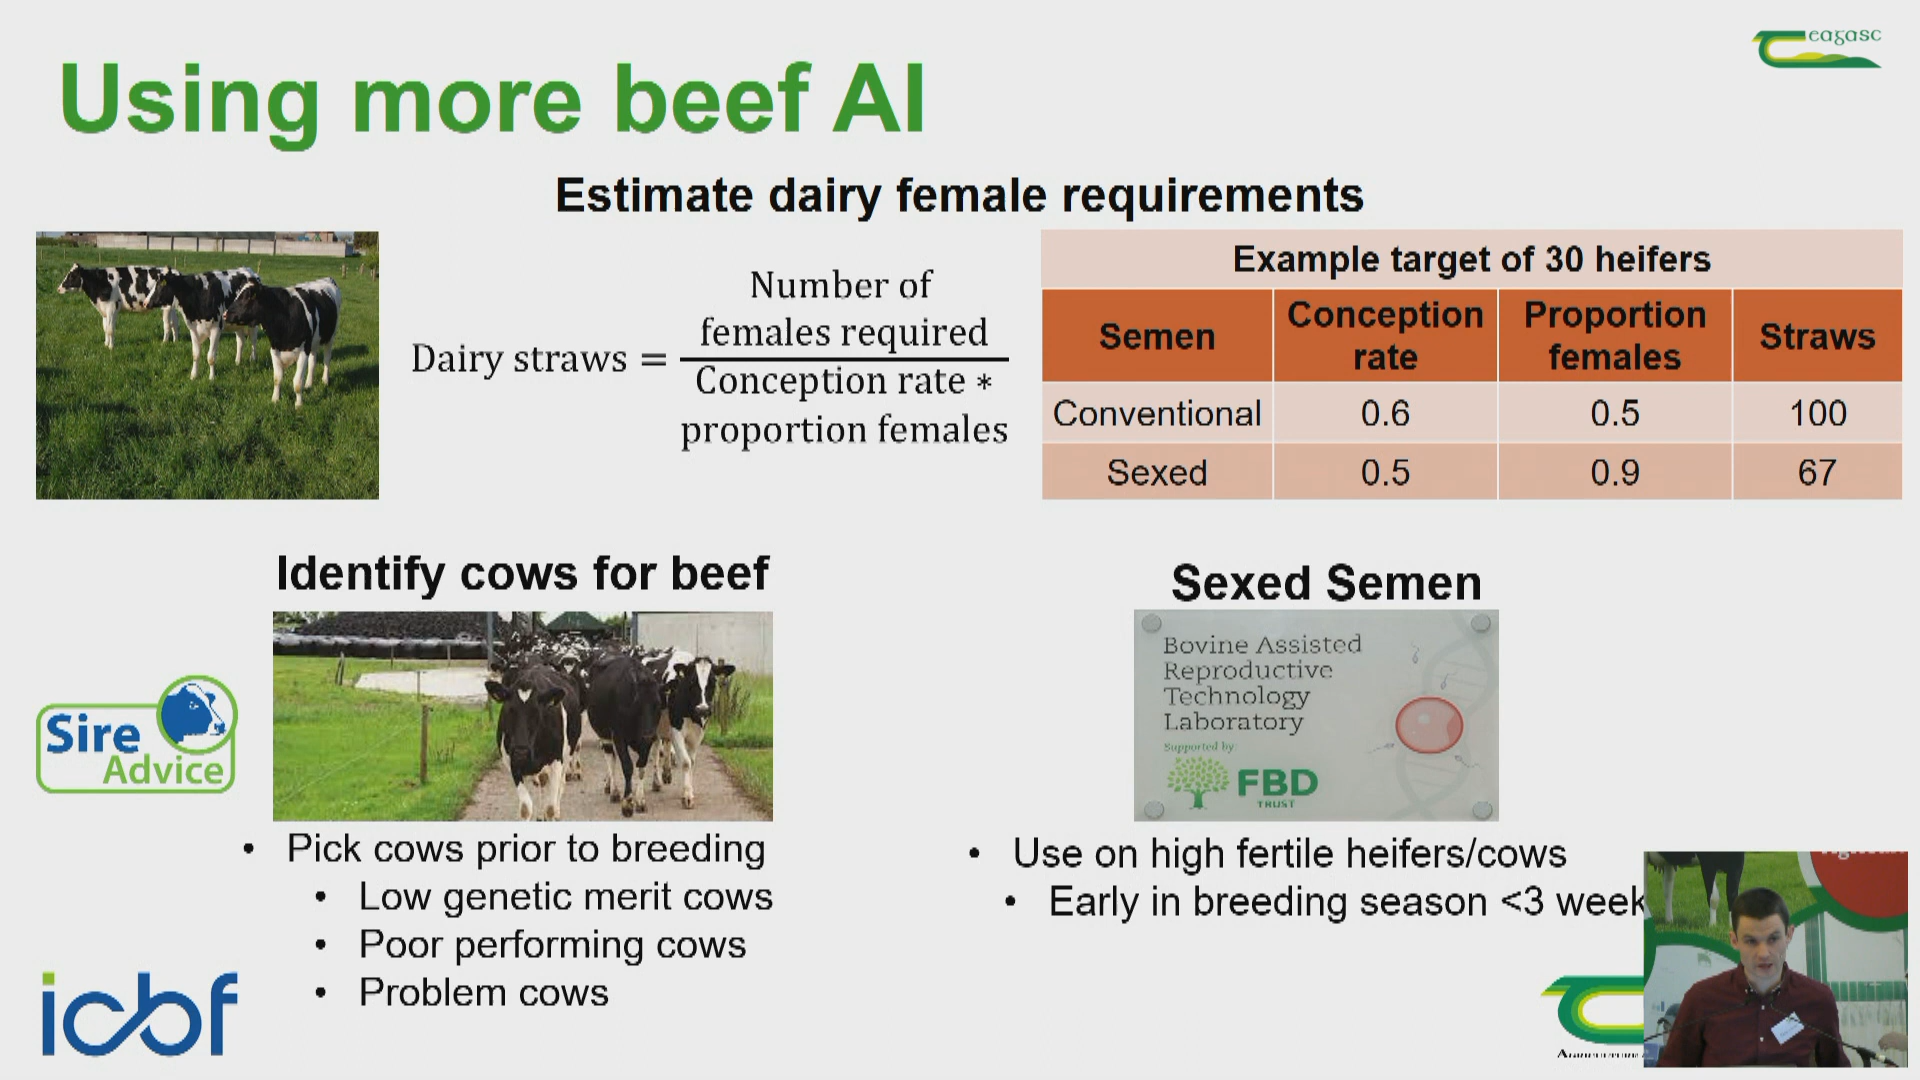 eagasc
Using more beef AI
Estimate dairy female requirements
Dairy straws =
Number of
females required
Conception rate *
proportion females
Example target of 30 heifers
Semen
Conception
rate
Proportion
females
Straws
Conventional 0.6 0.5 100
Sexed 0.5 0.9 67
Identify cows for beef
Sire
Advice
• Pick cows prior to breeding
• Low genetic merit cows
• Poor performing cows
• Problem cows
icbf
Sexed Semen
Bovine Assisted
Reproductive
Technology
Laboratory
Supported by:
FBD
TRUST
• Use on high fertile heifers/cows
• Early in breeding season <3 week